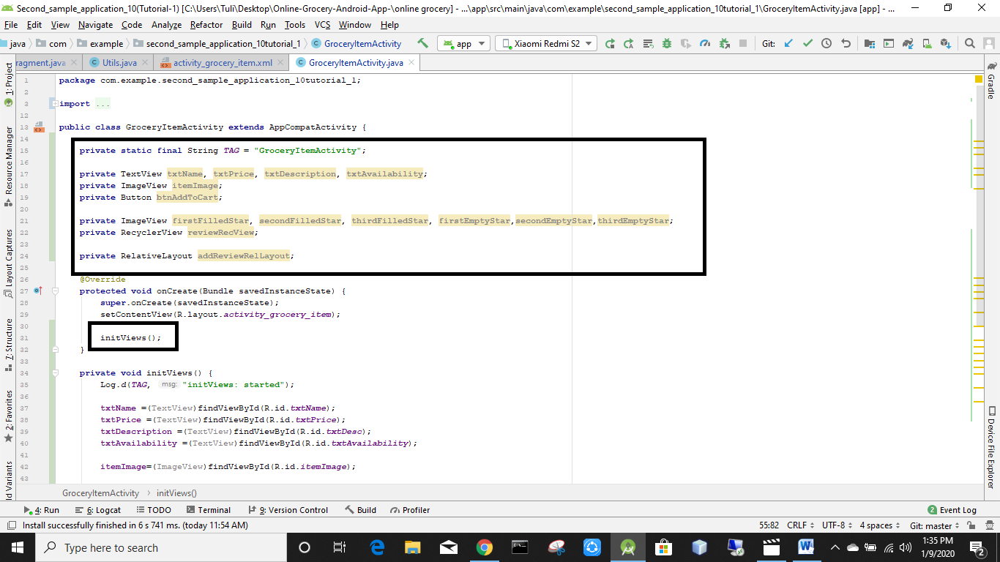 Second_sample_application_10(Tutorial-1) [C:\Users\Tuli\Desktop\Online-Grocery-Android-App-\online grocery] - ...\app\src\main\java\com\example\second_sample_application_10tutorial_1\GroceryItemActivity.java [app] - ...
File Edit View Navigate Code Analyze Refactor Build Run Tools VCS Window Help
java com example second_sample_application_10tutorial_1 GroceryItemActivity app Xiaomi Redmi S2 Git:
ragment.java Utils.java activity_grocery_item.xml GroceryItemActivity.java
1: Project
Resource Manager
Layout Captures
7: Structure
2: Favorites
ld Variants
Gradle
Device File Explorer
1 package com.example.second_sample_application_10tutorial_1;
2
3 import ...
12
13 public class GroceryItemActivity extends AppCompatActivity {
14
15 private static final String TAG = "GroceryItemActivity";
16
17 private TextView txtName, txtPrice, txtDescription, txtAvailability;
18 private ImageView itemImage;
19 private Button btnAddToCart;
20
21 private ImageView firstFilledStar, secondFilledStar, thirdFilledStar, firstEmptyStar,secondEmptyStar,thirdEmptyStar;
22 private RecyclerView reviewRecView;
23
24 private RelativeLayout addReviewRelLayout;
25
26 @Override
27 protected void onCreate(Bundle savedInstanceState) {
28 super.onCreate(savedInstanceState);
29 setContentView(R.layout.activity_grocery_item);
30
31 initViews();
32 }
33
34 private void initViews() {
35 Log.d(TAG, msg: "initViews: started");
36
37 txtName =(TextView)findViewById(R.id.txtName);
38 txtPrice =(TextView)findViewById(R.id.txtPrice);
39 txtDescription =(TextView)findViewById(R.id.txtDesc);
40 txtAvailability =(TextView)findViewById(R.id.txtAvailability);
41
42 itemImage=(ImageView)findViewById(R.id.itemImage);
43
GroceryItemActivity > initViews()
4: Run 6: Logcat TODO Terminal 9: Version Control Build Profiler 2 Event Log
Install successfully finished in 6 s 741 ms. (today 11:54 AM) 55:82 CRLF UTF-8 4 spaces Git: master
Type here to search
1:35 PM
1/9/2020
2